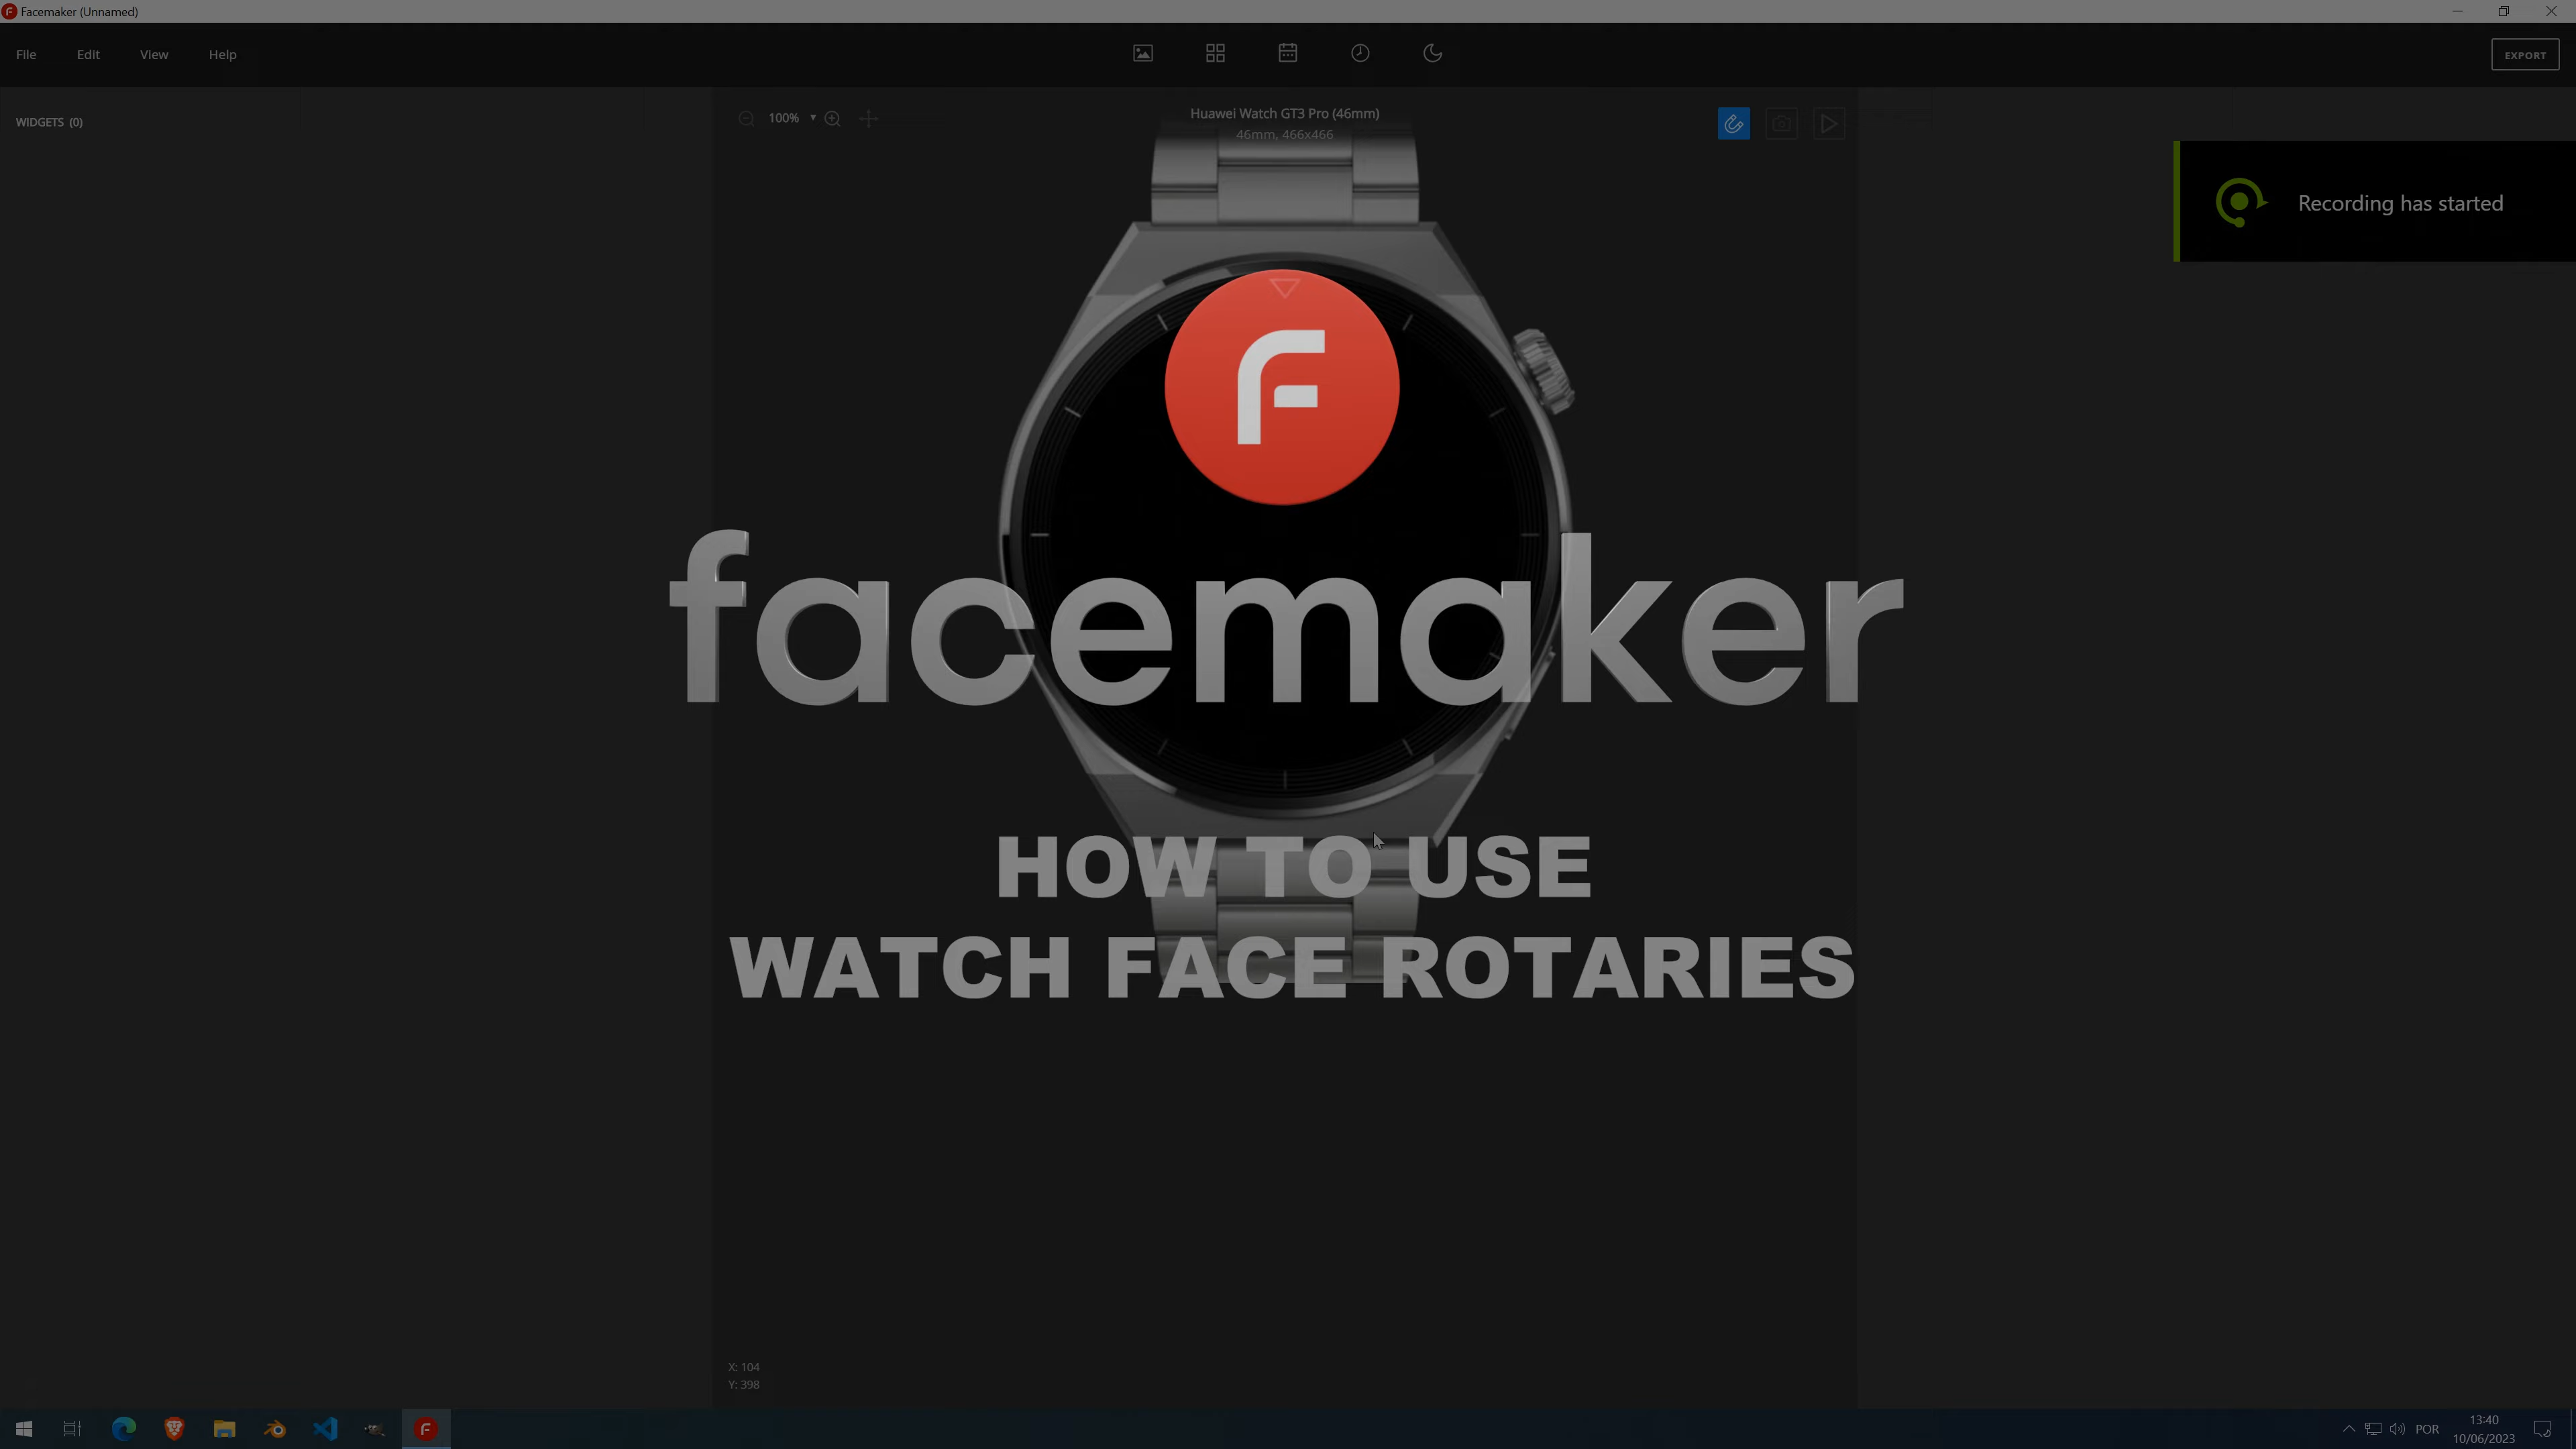 Facemaker (Unnamed)
File Edit View Help
EXPORT
WIDGETS (0)
100%
Huawei Watch GT3 Pro (46mm)
46mm, 466x466
Recording has started
facemaker
HOW TO USE
WATCH FACE ROTARIES
X: 104
Y: 398
POR
13:40
10/06/2023